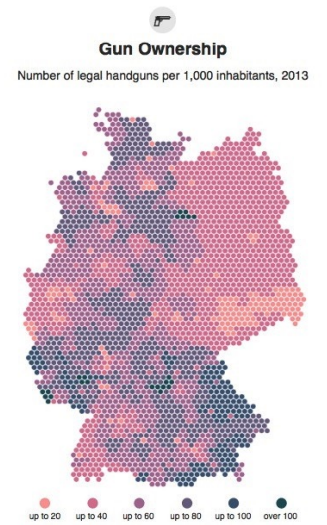 Gun Ownership
Number of legal handguns per 1,000 inhabitants, 2013
up to 20 up to 40 up to 60 up to 80 up to 100 over 100